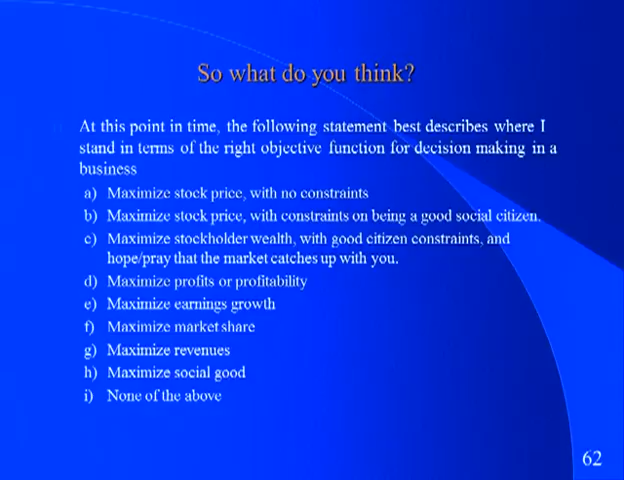 So what do you think?
At this point in time, the following statement best describes where I
stand in terms of the right objective function for decision making in a
business
a) Maximize stock price, with no constraints
b) Maximize stock price, with constraints on being a good social citizen.
c) Maximize stockholder wealth, with good citizen constraints, and
hope/pray that the market catches up with you.
d) Maximize profits or profitability
e) Maximize earnings growth
f) Maximize market share
g) Maximize revenues
h) Maximize social good
i) None of the above
62